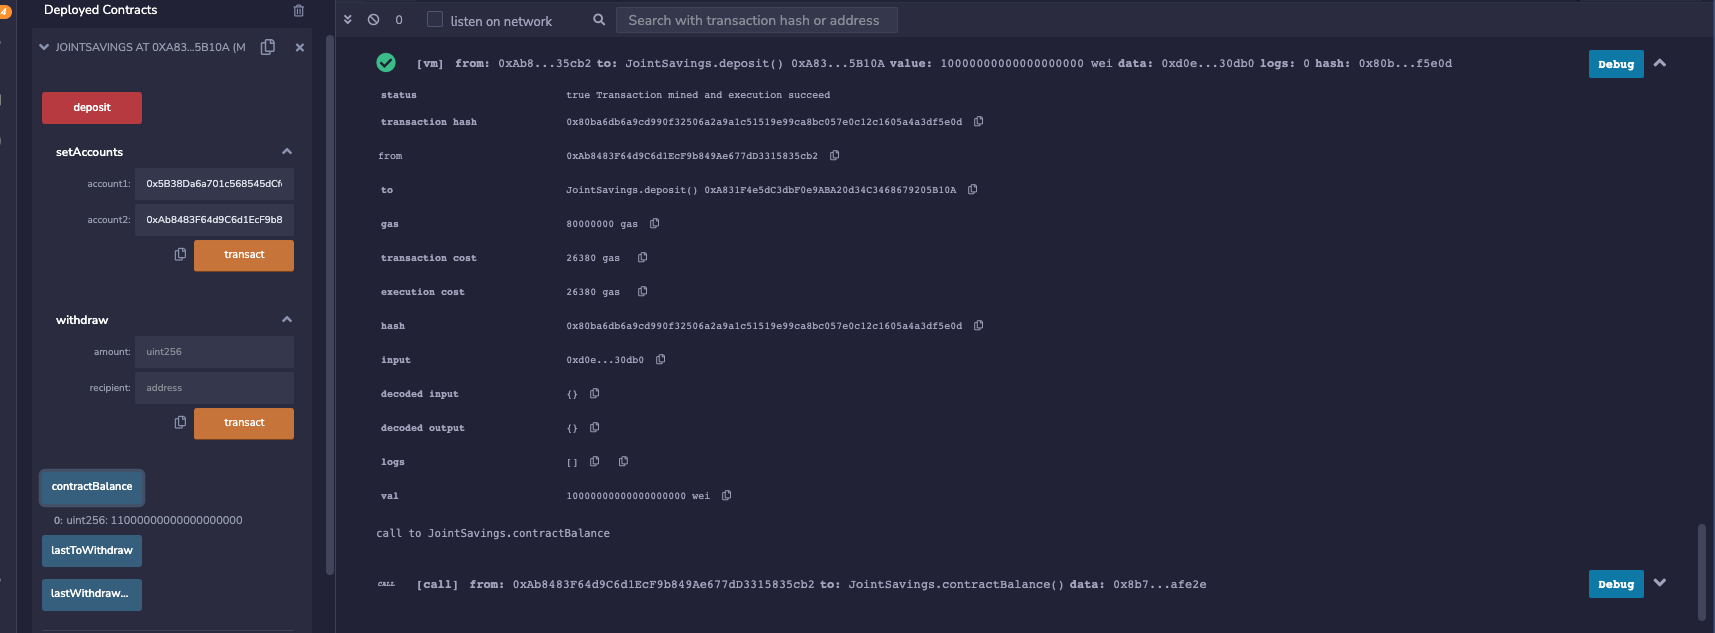 4
Deployed Contracts
JOINTSAVINGS AT 0XA83...5B10A (M
deposit
setAccounts
account1: 0x5B38Da6a701c568545dCf
account2: 0xAb8483F64d9C6d1EcF9b8
transact
withdraw
amount: uint256
recipient: address
transact
contractBalance
0: uint256: 11000000000000000000
lastToWithdraw
lastWithdraw...
0 listen on network Search with transaction hash or address
[vm] from: 0xAb8...35cb2 to: JointSavings.deposit() 0xA83...5B10A value: 10000000000000000000 wei data: 0xd0e...30db0 logs: 0 hash: 0x80b...f5e0d Debug
status true Transaction mined and execution succeed
transaction hash 0x80ba6db6a9cd990f32506a2a9a1c51519e99ca8bc057e0c12c1605a4a3df5e0d
from 0xAb8483F64d9C6d1EcF9b849Ae677dD3315835cb2
to JointSavings.deposit() 0xA831F4e5dC3dbF0e9ABA20d34C3468679205B10A
gas 80000000 gas
transaction cost 26380 gas
execution cost 26380 gas
hash 0x80ba6db6a9cd990f32506a2a9a1c51519e99ca8bc057e0c12c1605a4a3df5e0d
input 0xd0e...30db0
decoded input {}
decoded output {}
logs []
val 10000000000000000000 wei
call to JointSavings.contractBalance
CALL [call] from: 0xAb8483F64d9C6d1EcF9b849Ae677dD3315835cb2 to: JointSavings.contractBalance() data: 0x8b7...afe2e Debug